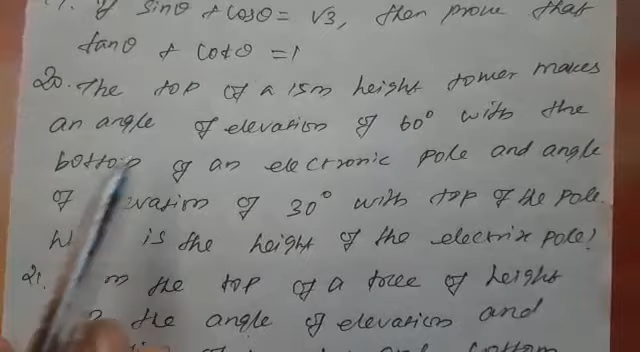 If sinθ + cosθ = √3, then prove that
tanθ + cotθ = 1
20. The top of a 15m height tower makes
an angle of elevation of 60° with the
bottom of an electronic pole and angle
of vation of 30° with top of the pole.
is the height of the electric pole?
21. m the top of a tree of height
the angle of elevation and
and bottom